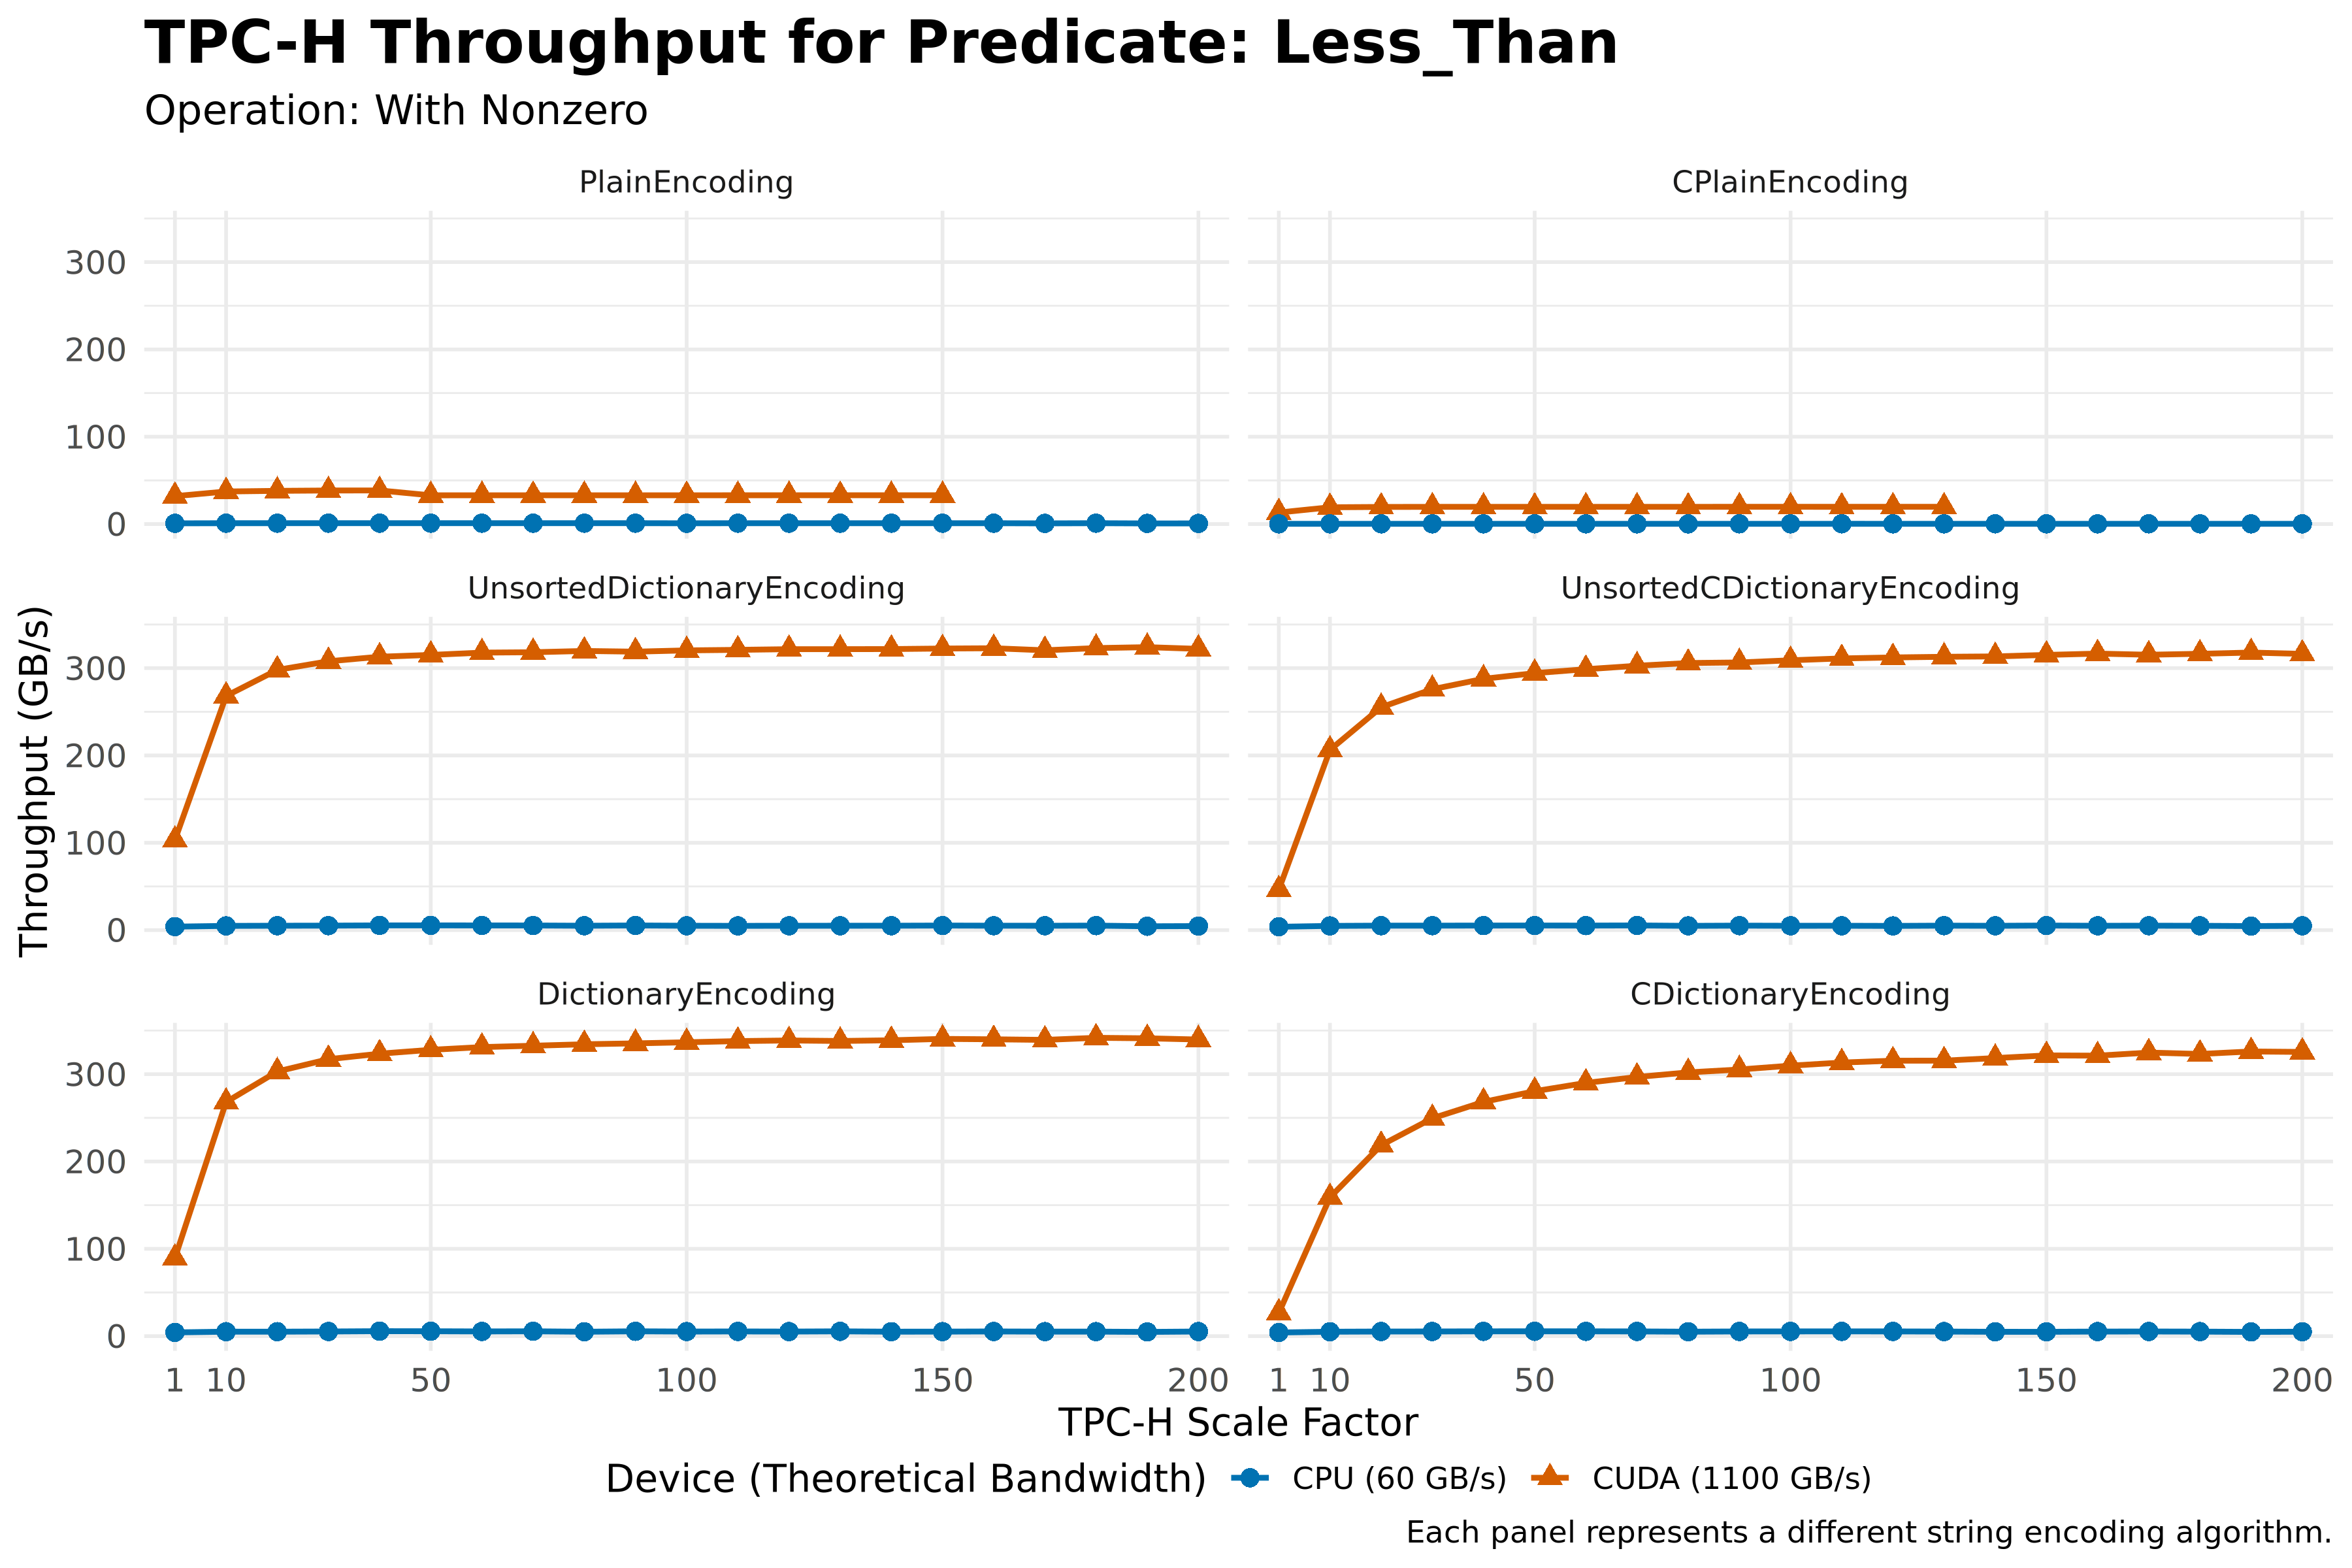 TPC-H Throughput for Predicate: Less_Than
Operation: With Nonzero
PlainEncoding
CPlainEncoding
300
200
100
0
UnsortedDictionaryEncoding
UnsortedCDictionaryEncoding
300
200
100
0
Throughput (GB/s)
DictionaryEncoding
CDictionaryEncoding
300
200
100
0
1 10 50 100 150 200
1 10 50 100 150 200
TPC-H Scale Factor
Device (Theoretical Bandwidth) CPU (60 GB/s) CUDA (1100 GB/s)
Each panel represents a different string encoding algorithm.